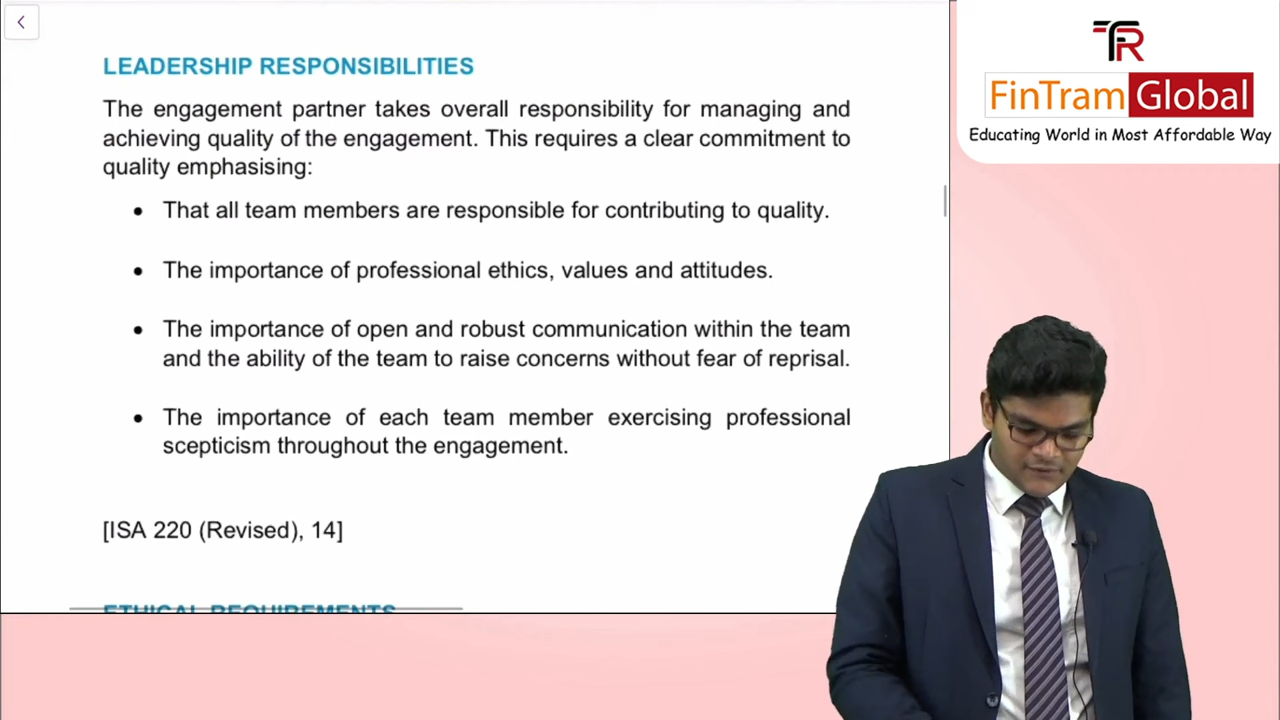 LEADERSHIP RESPONSIBILITIES
The engagement partner takes overall responsibility for managing and
achieving quality of the engagement. This requires a clear commitment to
quality emphasising:
• That all team members are responsible for contributing to quality.
• The importance of professional ethics, values and attitudes.
• The importance of open and robust communication within the team
and the ability of the team to raise concerns without fear of reprisal.
• The importance of each team member exercising professional
scepticism throughout the engagement.
[ISA 220 (Revised), 14]
ETHICAL REQUIREMENTS
TR
FinTram Global
Educating World in Most Affordable Way